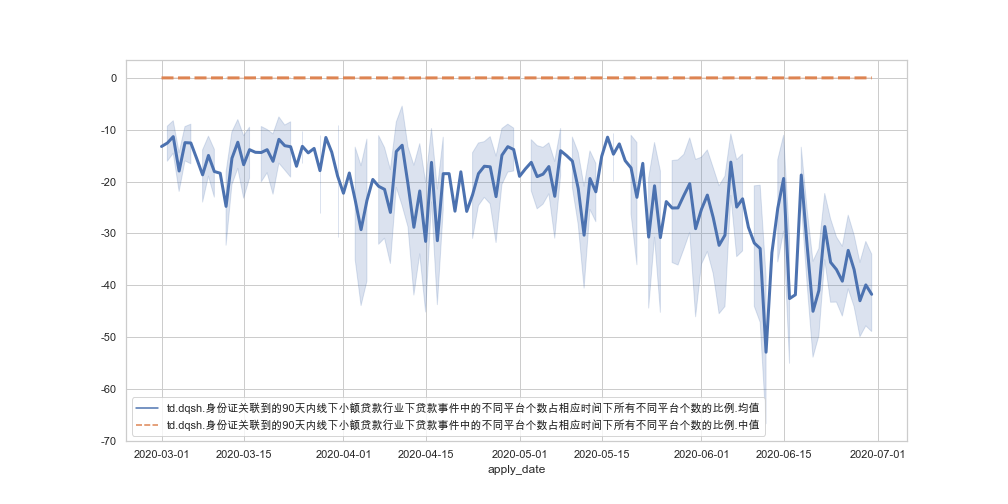 0
-10
-20
-30
-40
-50
-60
-70
td.dqsh.身份证关联到的90天内线下小额贷款行业下贷款事件中的不同平台个数占相应时间下所有不同平台个数的比例.均值
td.dqsh.身份证关联到的90天内线下小额贷款行业下贷款事件中的不同平台个数占相应时间下所有不同平台个数的比例.中值
2020-03-01 2020-03-15 2020-04-01 2020-04-15 2020-05-01 2020-05-15 2020-06-01 2020-06-15 2020-07-01
apply_date